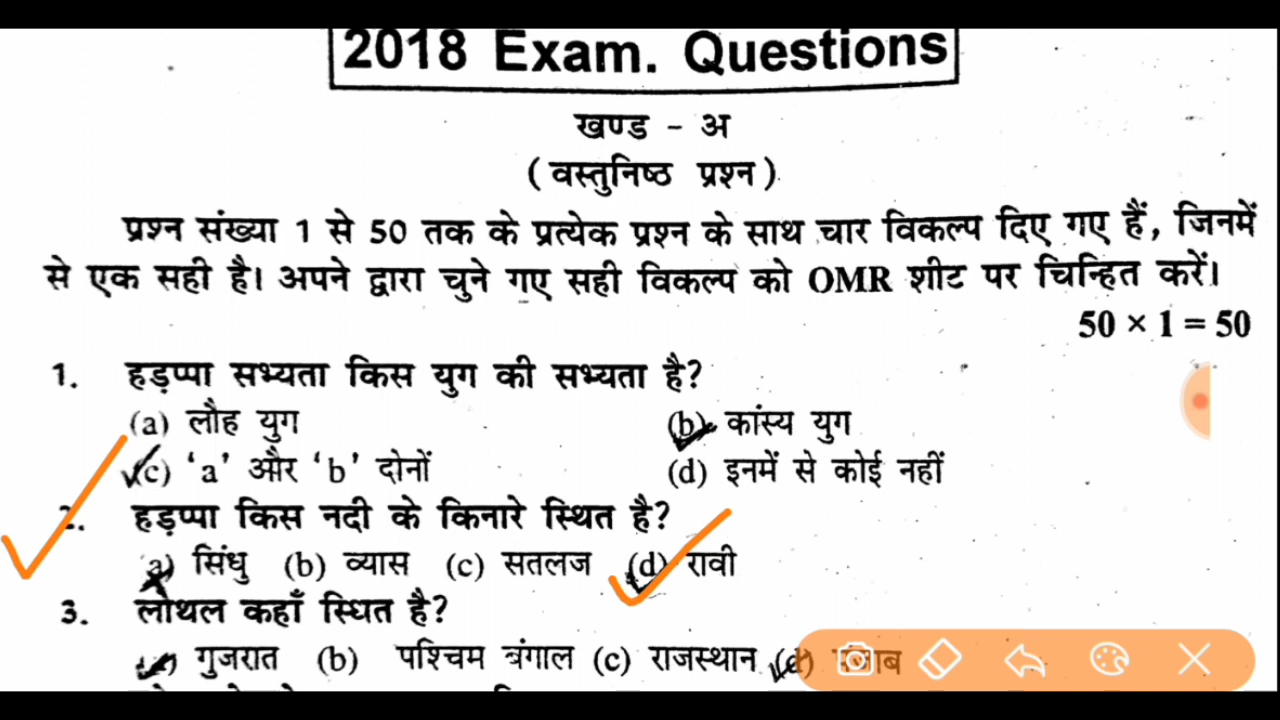 2018 Exam. Questions
खण्ड - अ
( वस्तुनिष्ठ प्रश्न )
प्रश्न संख्या 1 से 50 तक के प्रत्येक प्रश्न के साथ चार विकल्प दिए गए हैं, जिनमें
से एक सही है। अपने द्वारा चुने गए सही विकल्प को OMR शीट पर चिन्हित करें।
50 × 1 = 50
1. हड़प्पा सभ्यता किस युग की सभ्यता है?
(a) लौह युग (b) कांस्य युग
(c) 'a' और 'b' दोनों (d) इनमें से कोई नहीं
2. हड़प्पा किस नदी के किनारे स्थित है?
a) सिंधु (b) व्यास (c) सतलज (d) रावी
3. लोथल कहाँ स्थित है?
गुजरात (b) पश्चिम बंगाल (c) राजस्थान